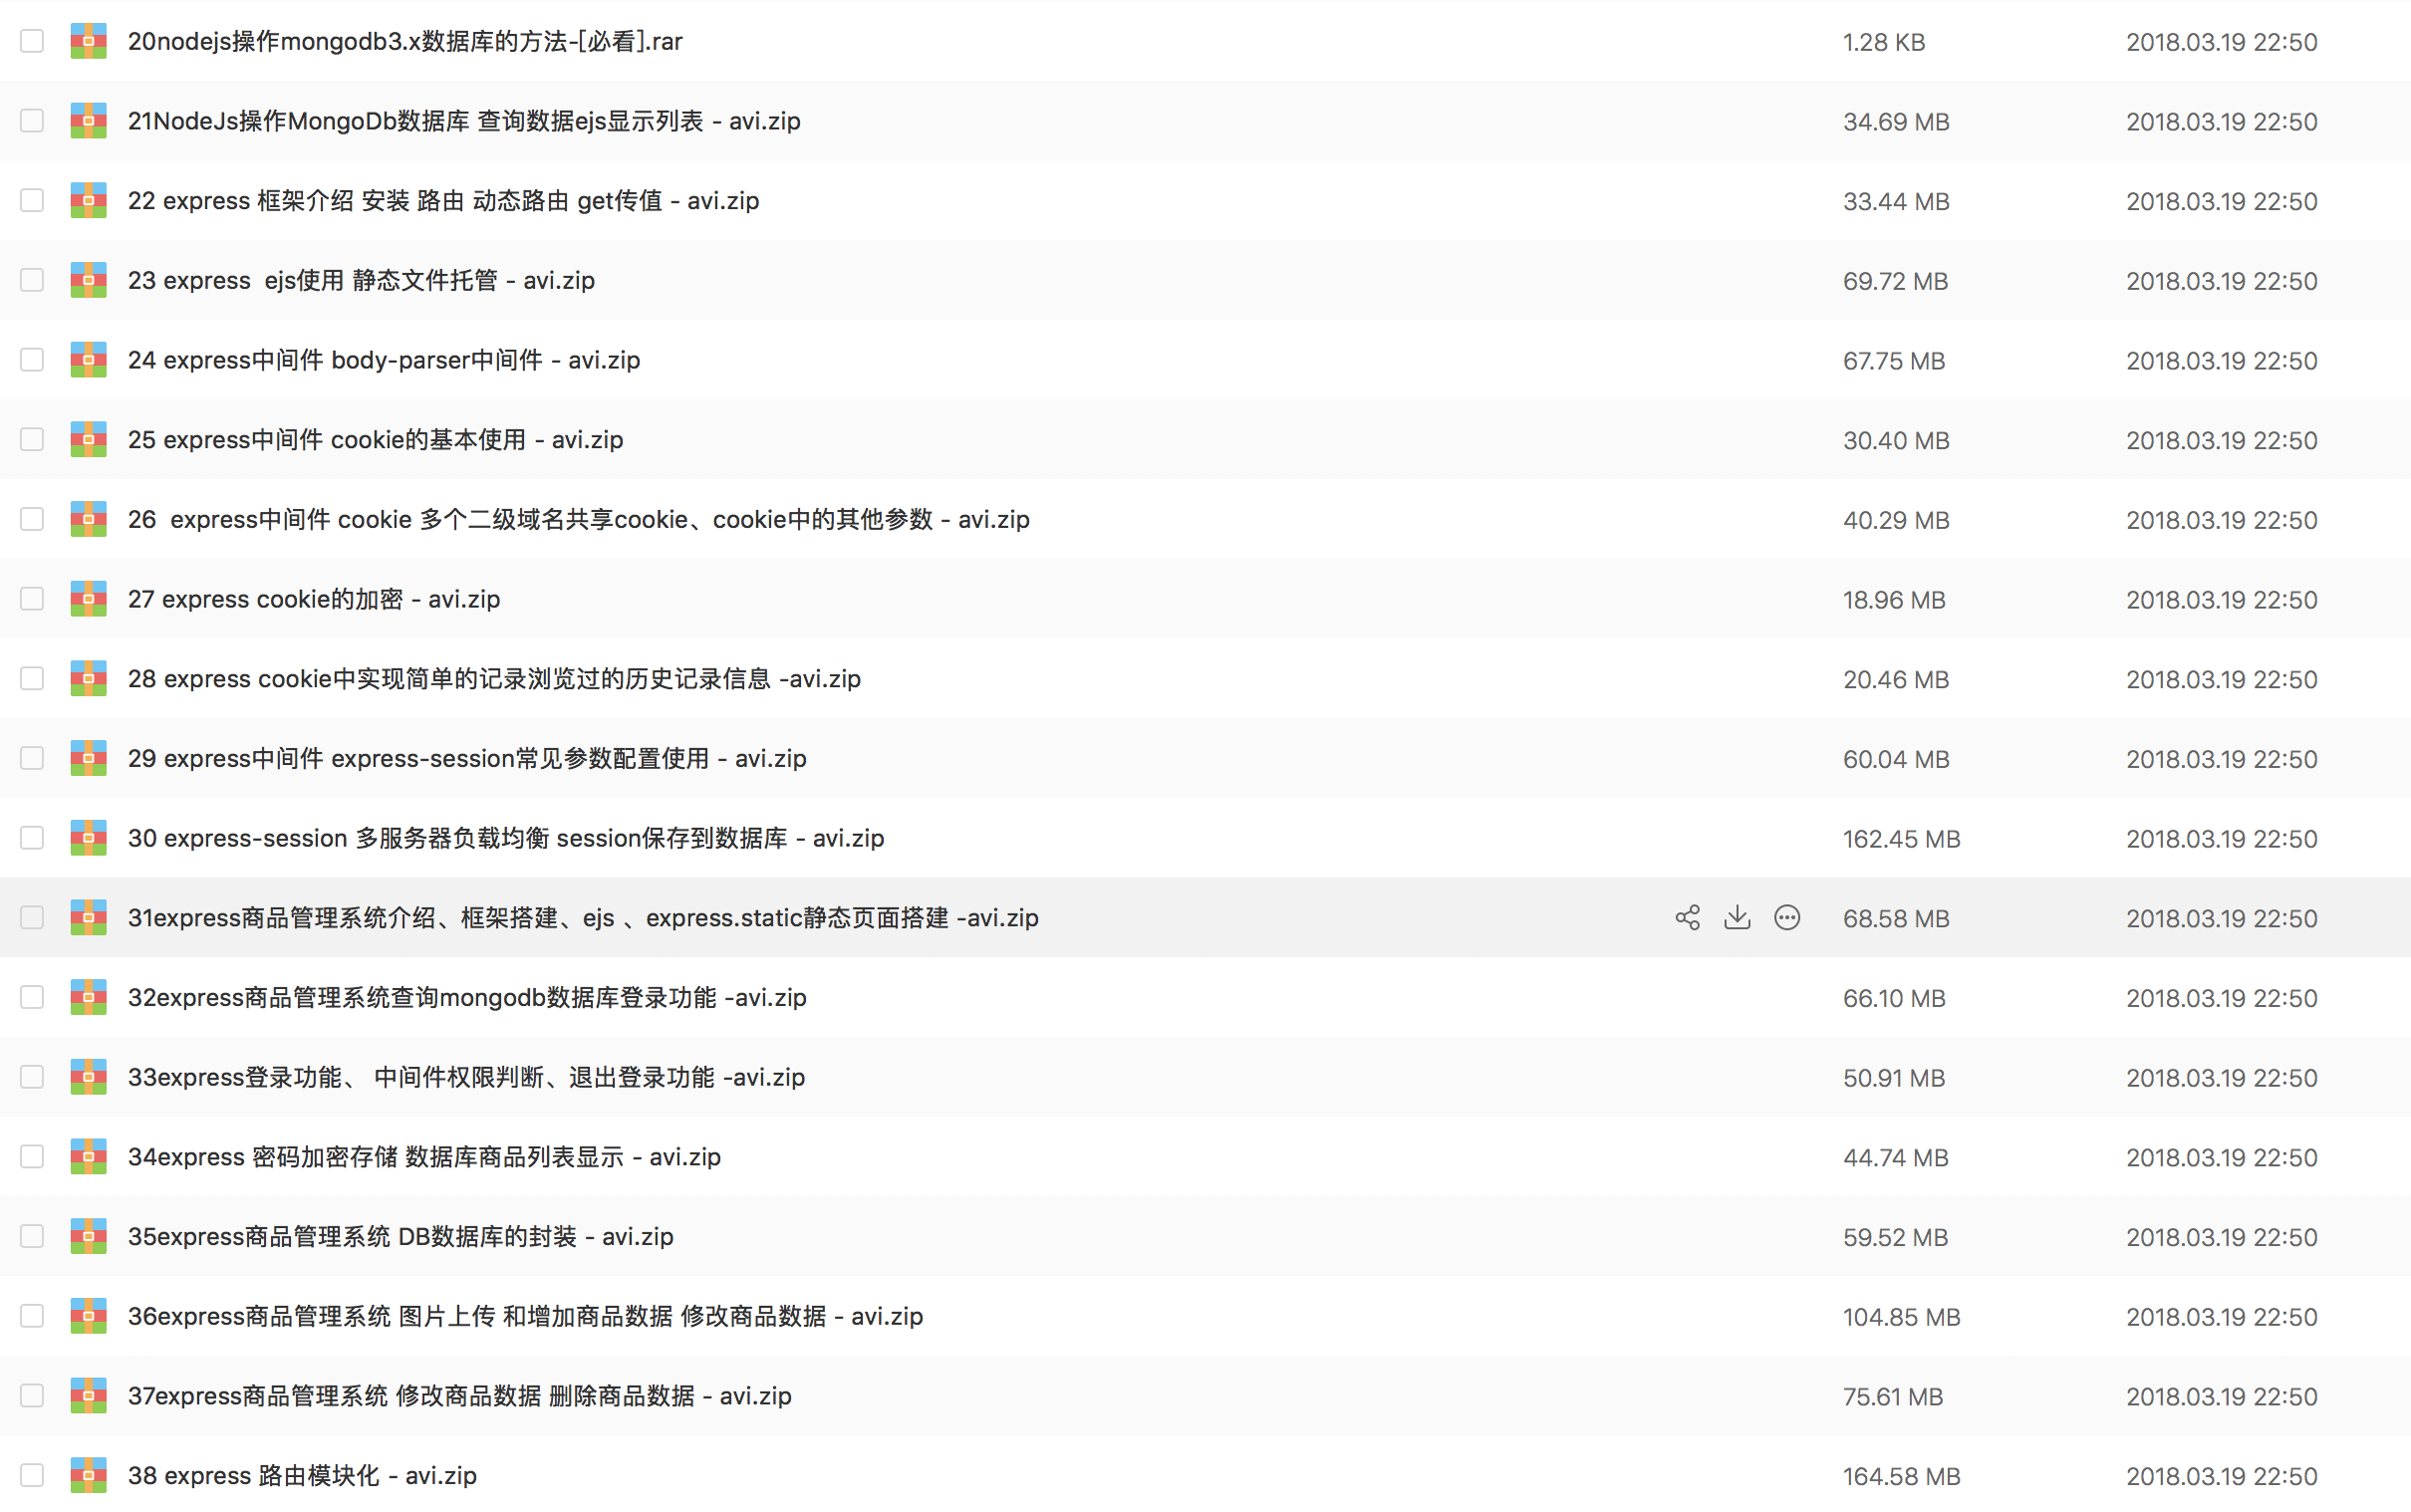 20nodejs操作mongodb3.x数据库的方法-[必看].rar 1.28 KB 2018.03.19 22:50
21NodeJs操作MongoDb数据库 查询数据ejs显示列表 - avi.zip 34.69 MB 2018.03.19 22:50
22 express 框架介绍 安装 路由 动态路由 get传值 - avi.zip 33.44 MB 2018.03.19 22:50
23 express  ejs使用 静态文件托管 - avi.zip 69.72 MB 2018.03.19 22:50
24 express中间件 body-parser中间件 - avi.zip 67.75 MB 2018.03.19 22:50
25 express中间件 cookie的基本使用 - avi.zip 30.40 MB 2018.03.19 22:50
26  express中间件 cookie 多个二级域名共享cookie、cookie中的其他参数 - avi.zip 40.29 MB 2018.03.19 22:50
27 express cookie的加密 - avi.zip 18.96 MB 2018.03.19 22:50
28 express cookie中实现简单的记录浏览过的历史记录信息 -avi.zip 20.46 MB 2018.03.19 22:50
29 express中间件 express-session常见参数配置使用 - avi.zip 60.04 MB 2018.03.19 22:50
30 express-session 多服务器负载均衡 session保存到数据库 - avi.zip 162.45 MB 2018.03.19 22:50
31express商品管理系统介绍、框架搭建、ejs 、express.static静态页面搭建 -avi.zip 68.58 MB 2018.03.19 22:50
32express商品管理系统查询mongodb数据库登录功能 -avi.zip 66.10 MB 2018.03.19 22:50
33express登录功能、 中间件权限判断、退出登录功能 -avi.zip 50.91 MB 2018.03.19 22:50
34express 密码加密存储 数据库商品列表显示 - avi.zip 44.74 MB 2018.03.19 22:50
35express商品管理系统 DB数据库的封装 - avi.zip 59.52 MB 2018.03.19 22:50
36express商品管理系统 图片上传 和增加商品数据 修改商品数据 - avi.zip 104.85 MB 2018.03.19 22:50
37express商品管理系统 修改商品数据 删除商品数据 - avi.zip 75.61 MB 2018.03.19 22:50
38 express 路由模块化 - avi.zip 164.58 MB 2018.03.19 22:50